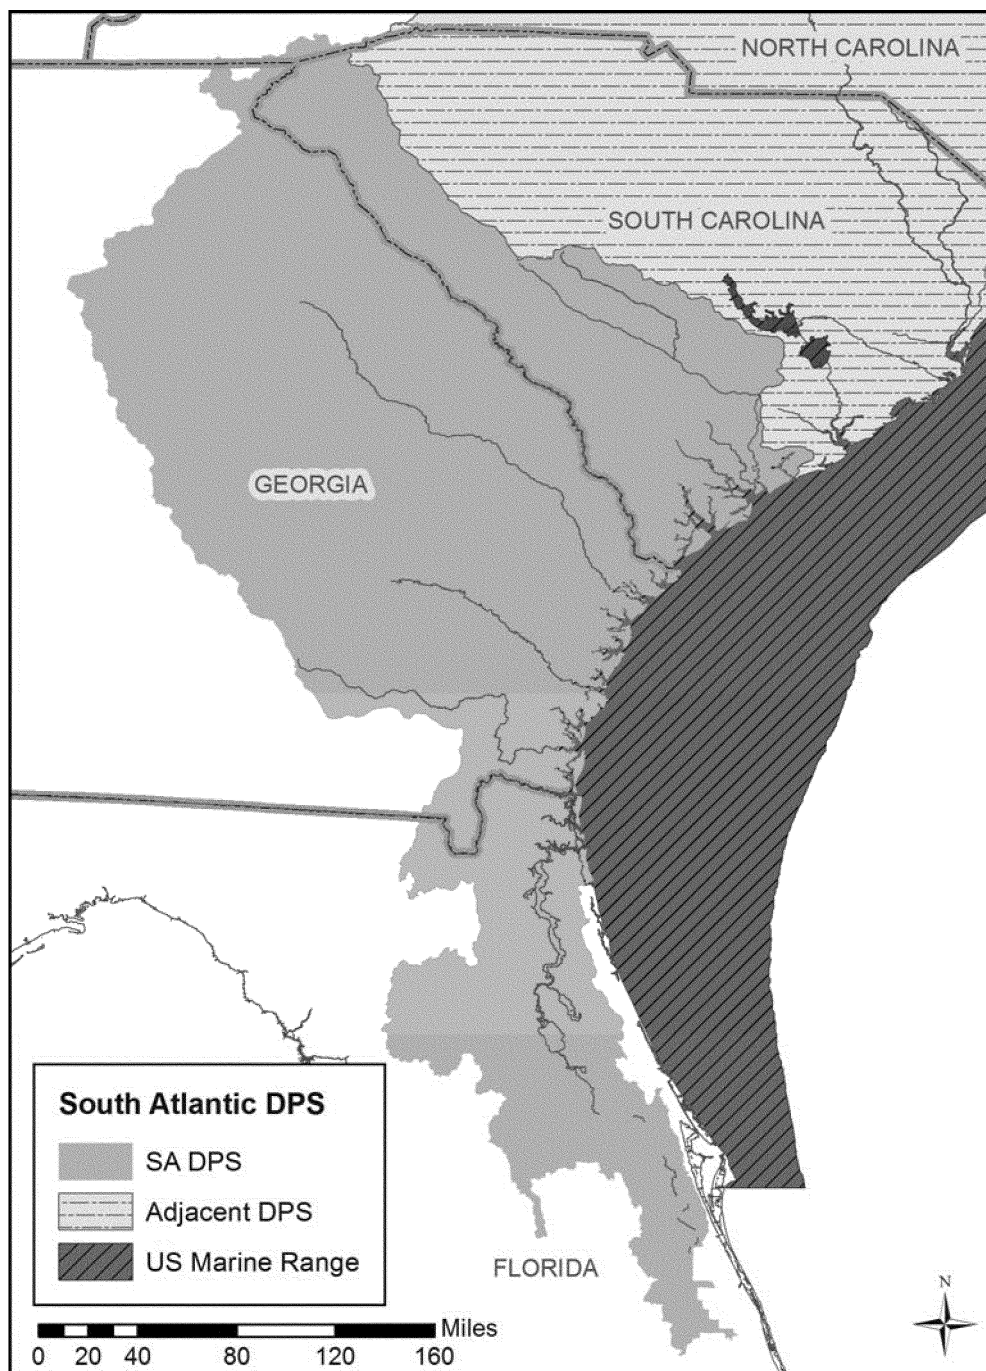 NORTH CAROLINA
SOUTH CAROLINA
GEORGIA
South Atlantic DPS
SA DPS
Adjacent DPS
US Marine Range
FLORIDA
N
Miles
0 20 40 80 120 160